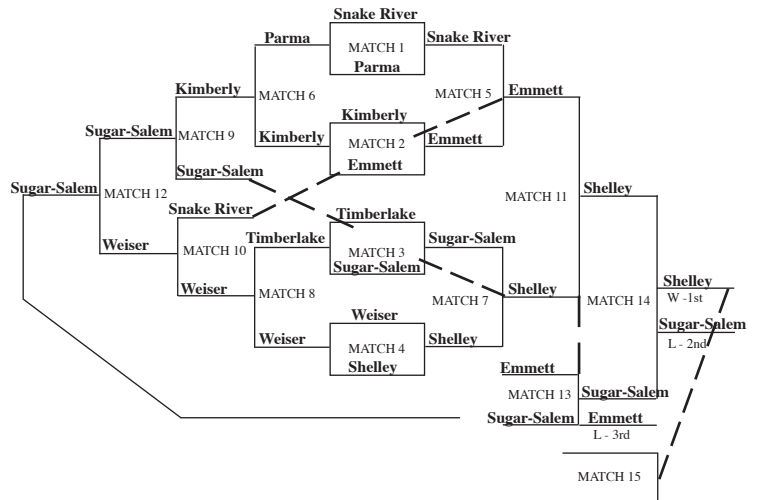 Snake River
Parma
MATCH 1
Snake River
Parma
Kimberly
MATCH 6
MATCH 5
Emmett
Kimberly
Sugar-Salem
MATCH 9
Kimberly
MATCH 2
Emmett
Emmett
Sugar-Salem
Sugar-Salem
MATCH 12
MATCH 11
Shelley
Snake River
Timberlake
Weiser
MATCH 10
Timberlake
MATCH 3
Sugar-Salem
Sugar-Salem
Weiser
MATCH 8
MATCH 7
Shelley
MATCH 14
Shelley
W -1st
Weiser
Weiser
MATCH 4
Shelley
Shelley
Sugar-Salem
L - 2nd
Emmett
MATCH 13
Sugar-Salem
Sugar-Salem
Emmett
L - 3rd
MATCH 15